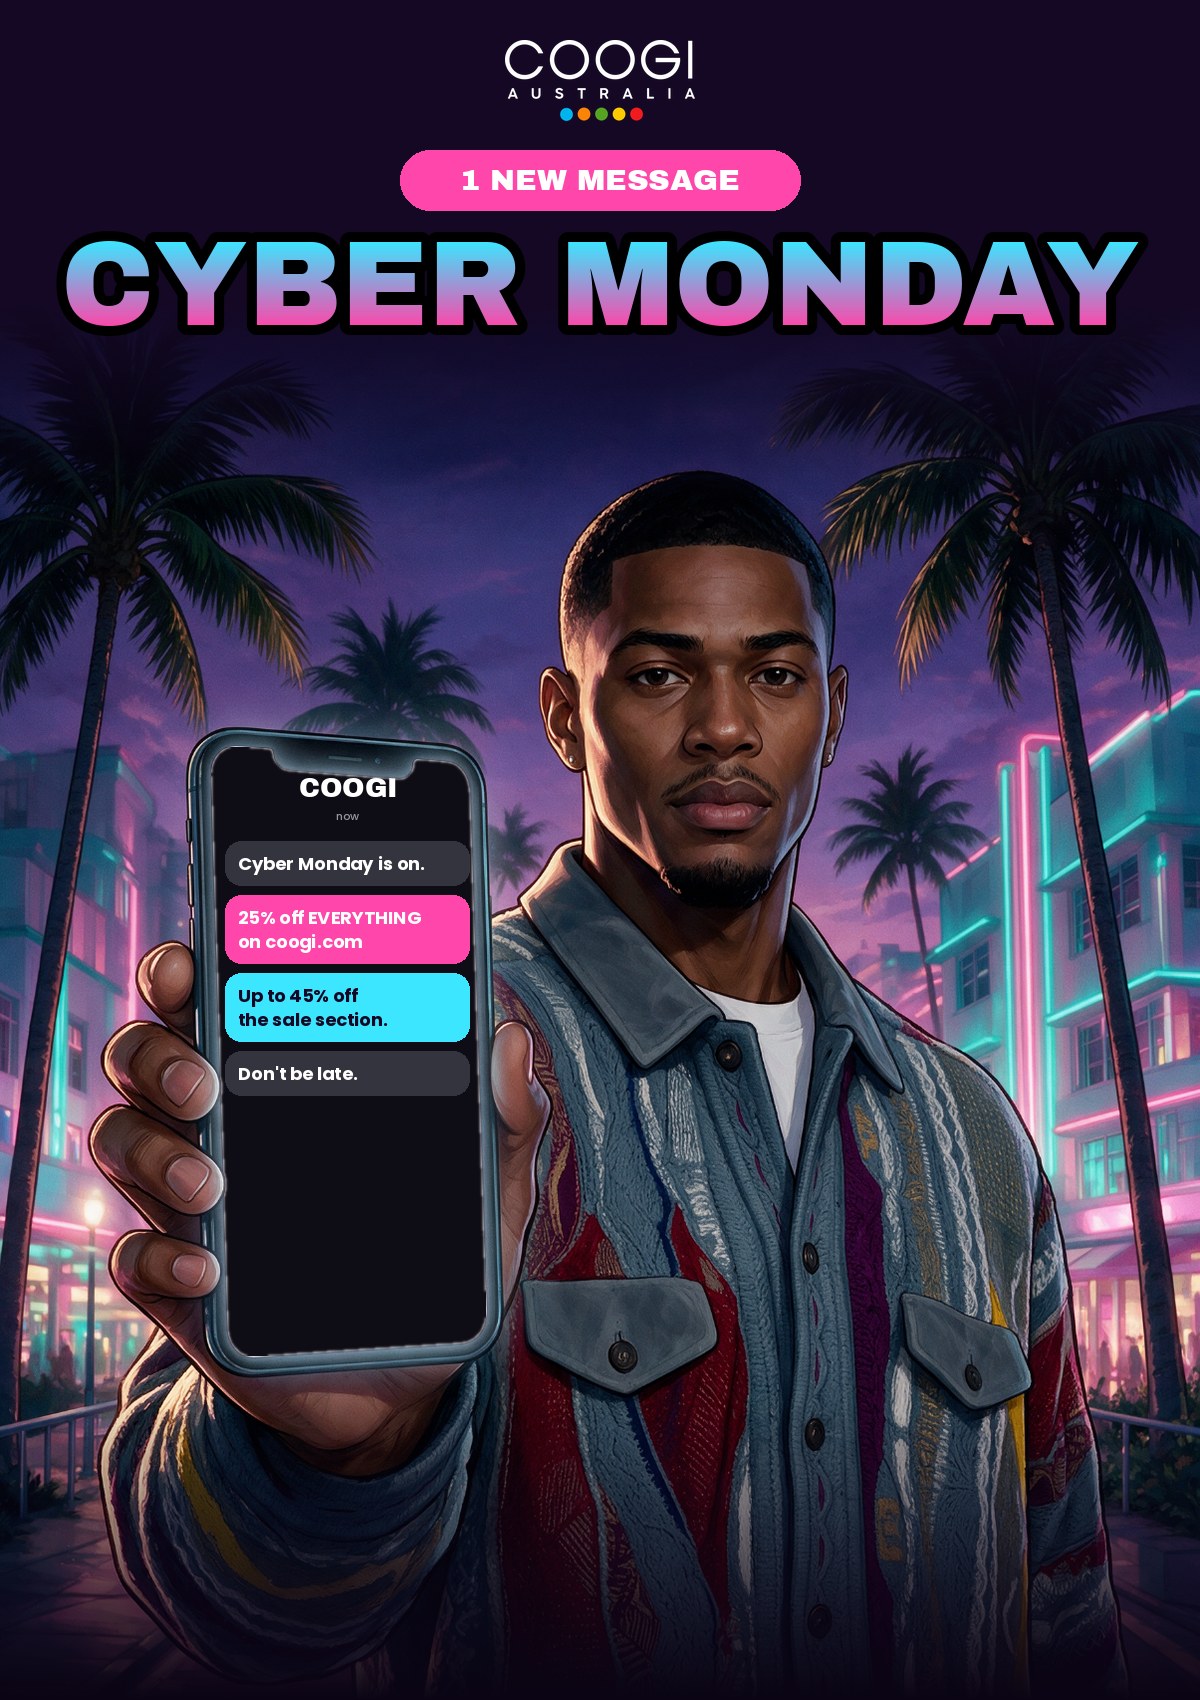 COOGI
AUSTRALIA
1 NEW MESSAGE
CYBER MONDAY
COOGI
now
Cyber Monday is on.
25% off EVERYTHING
on coogi.com
Up to 45% off
the sale section.
Don't be late.